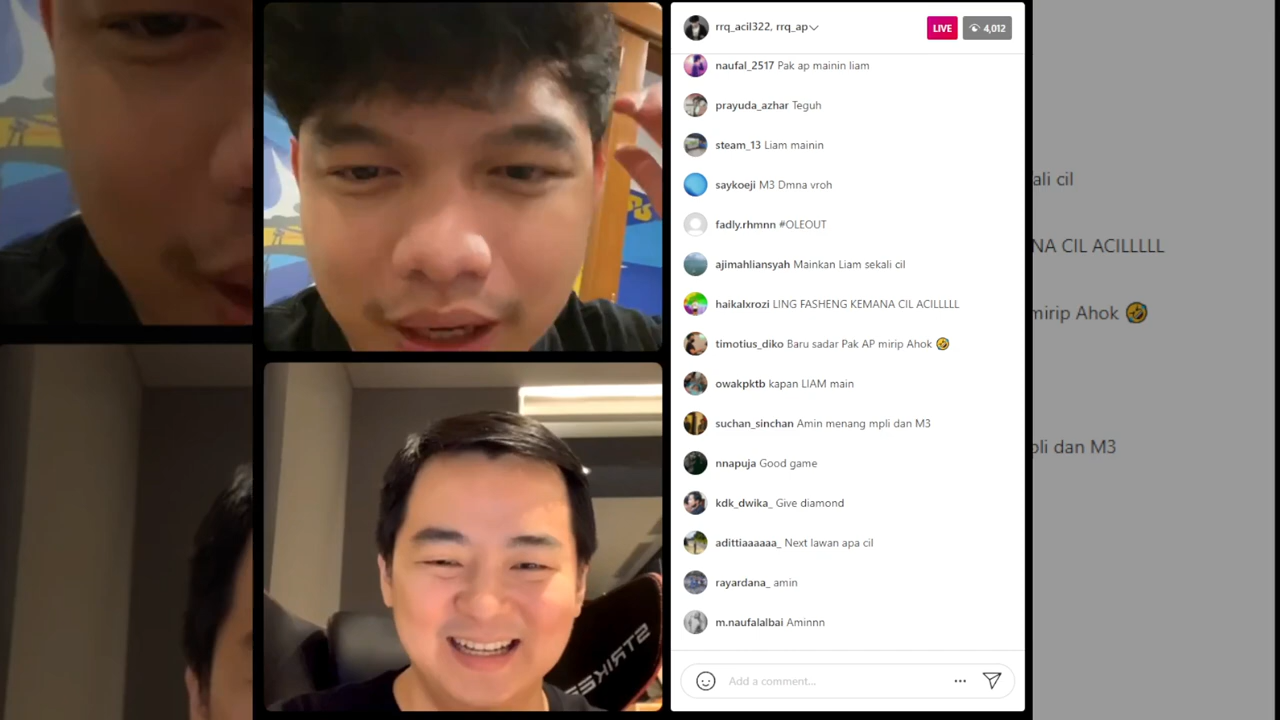 rrq_acil322, rrq_ap
LIVE
4,012
naufal_2517 Pak ap mainin liam
prayuda_azhar Teguh
steam_13 Liam mainin
saykoeji M3 Dmna vroh
fadly.rhmnn #OLEOUT
ajimahliansyah Mainkan Liam sekali cil
haikalxrozi LING FASHENG KEMANA CIL ACILLLLL
timotius_diko Baru sadar Pak AP mirip Ahok 🤣
owakpktb kapan LIAM main
suchan_sinchan Amin menang mpli dan M3
nnapuja Good game
kdk_dwika_ Give diamond
adittiaaaaaa_ Next lawan apa cil
rayardana_ amin
m.naufalalbai Aminnn
Add a comment...
STRIKES
ali cil
NA CIL ACILLLLL
mirip Ahok 🤣
pli dan M3